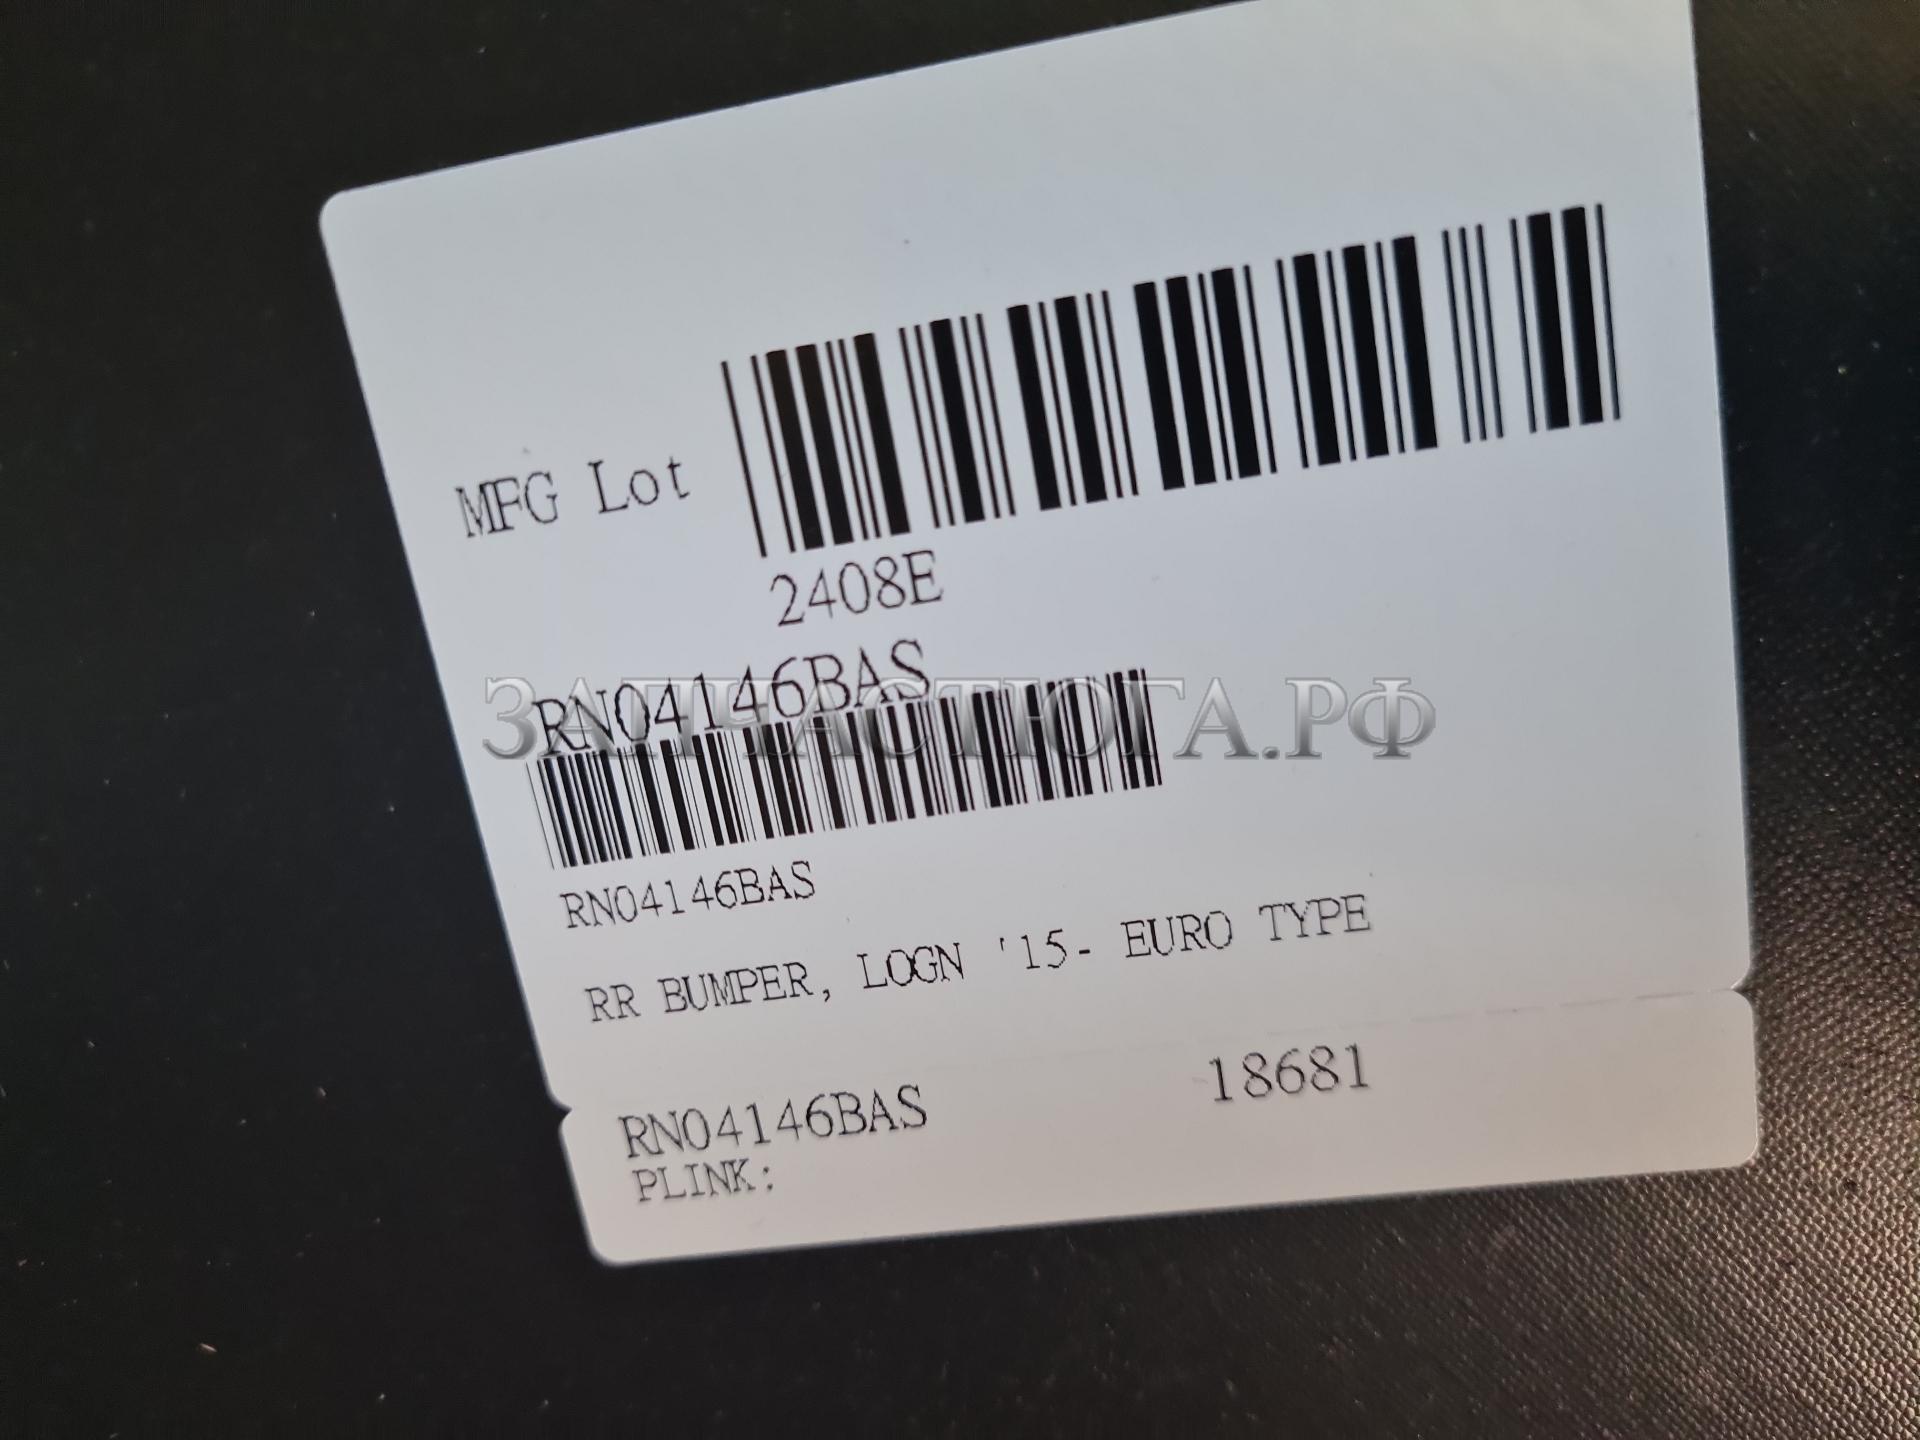 MFG Lot
2408E
RN04146BAS
ЗАПЧАСТЮГА.РФ
RN04146BAS
RR BUMPER, LOGN '15- EURO TYPE
RN04146BAS 18681
PLINK: